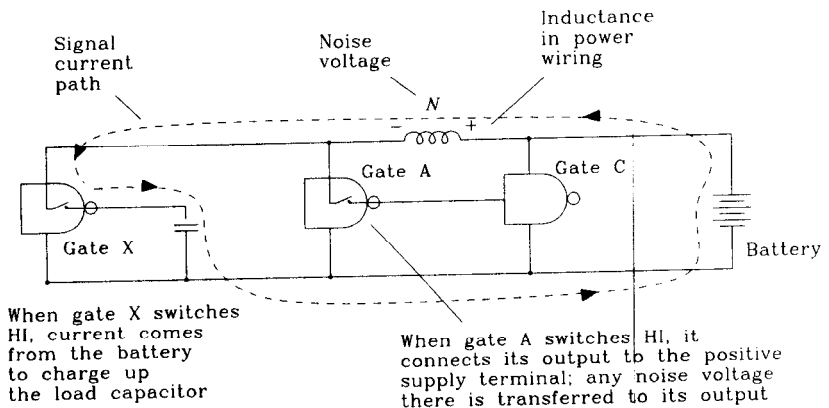 Signal
current
path
Noise
voltage
Inductance
in power
wiring
N
− +
Gate A
Gate C
Gate X
Battery
When gate X switches
HI, current comes
from the battery
to charge up
the load capacitor
When gate A switches HI, it
connects its output to the positive
supply terminal; any noise voltage
there is transferred to its output